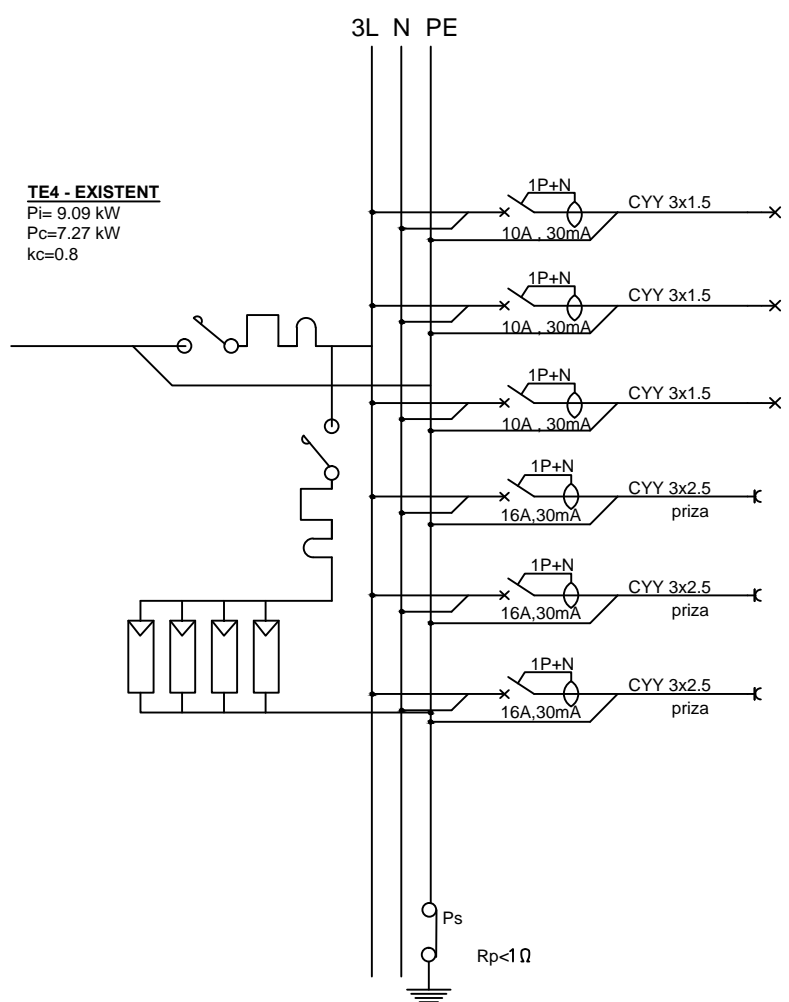 3L N PE
TE4 - EXISTENT
Pi= 9.09 kW
Pc=7.27 kW
kc=0.8
1P+N
CYY 3x1.5
10A , 30mA
1P+N
CYY 3x1.5
10A , 30mA
1P+N
CYY 3x1.5
10A , 30mA
1P+N
CYY 3x2.5
16A,30mA
priza
1P+N
CYY 3x2.5
16A,30mA
priza
1P+N
CYY 3x2.5
16A,30mA
priza
Ps
Rp<1Ω